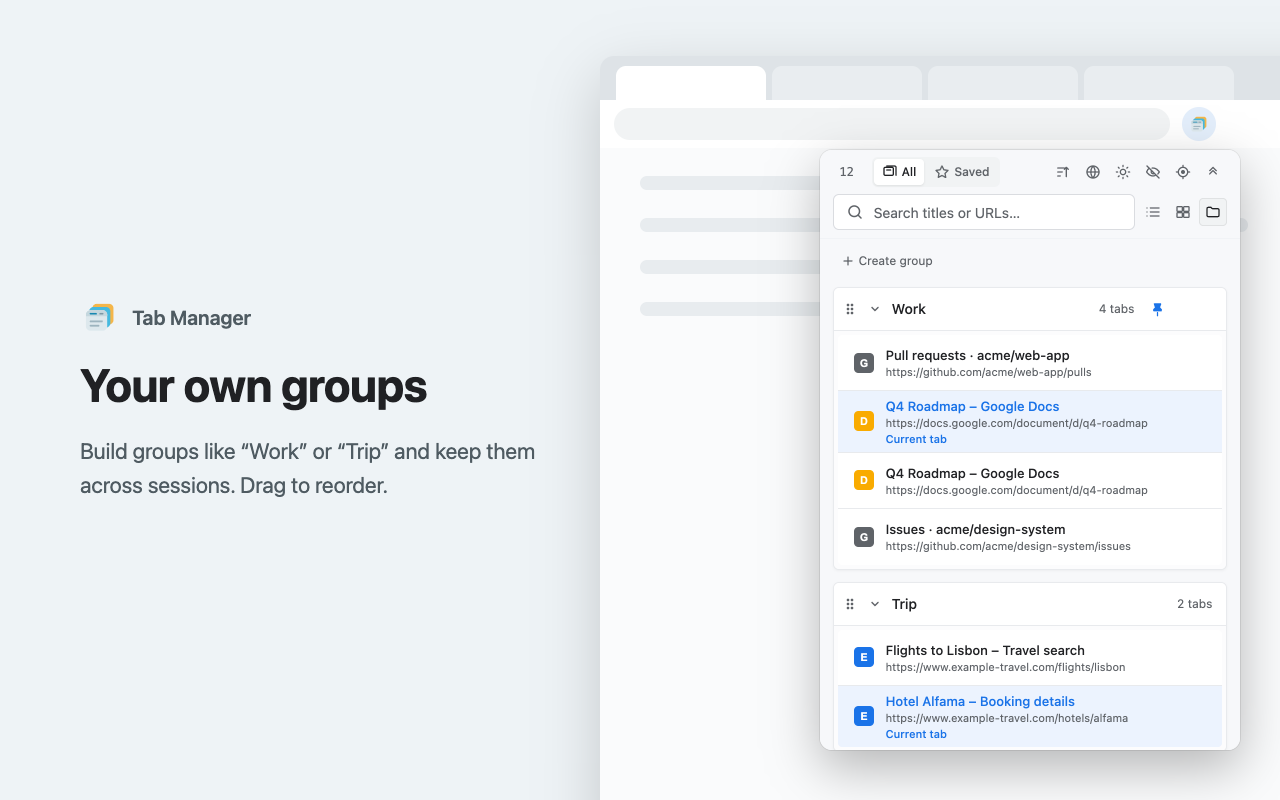 Tab Manager
Your own groups
Build groups like “Work” or “Trip” and keep them
across sessions. Drag to reorder.
12
All
Saved
Search titles or URLs...
Create group
Work
4 tabs
G
Pull requests · acme/web-app
https://github.com/acme/web-app/pulls
D
Q4 Roadmap – Google Docs
https://docs.google.com/document/d/q4-roadmap
Current tab
D
Q4 Roadmap – Google Docs
https://docs.google.com/document/d/q4-roadmap
G
Issues · acme/design-system
https://github.com/acme/design-system/issues
Trip
2 tabs
E
Flights to Lisbon – Travel search
https://www.example-travel.com/flights/lisbon
E
Hotel Alfama – Booking details
https://www.example-travel.com/hotels/alfama
Current tab